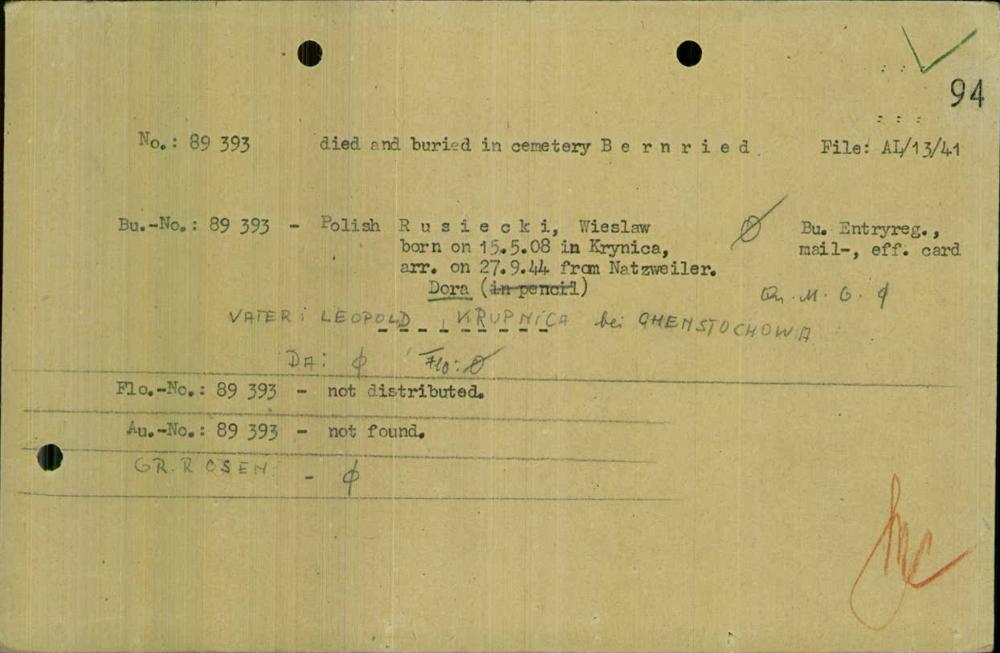 94
No.: 89 393 died and buried in cemetery B e r n r i e d. File: AL/13/41
Bu.-No.: 89 393 - Polish R u s i e c k i, Wieslaw Ø Bu. Entryreg.,
born on 15.5.08 in Krynica, mail-, eff. card
arr. on 27.9.44 from Natzweiler.
Dora (in pencil)
VATER: LEOPOLD, KRUPNICA bei CHENSTOCHOWA
DA: Ø Flo: Ø
Flo.-No.: 89 393 - not distributed.
Au.-No.: 89 393 - not found.
GR. ROSEN - Ø